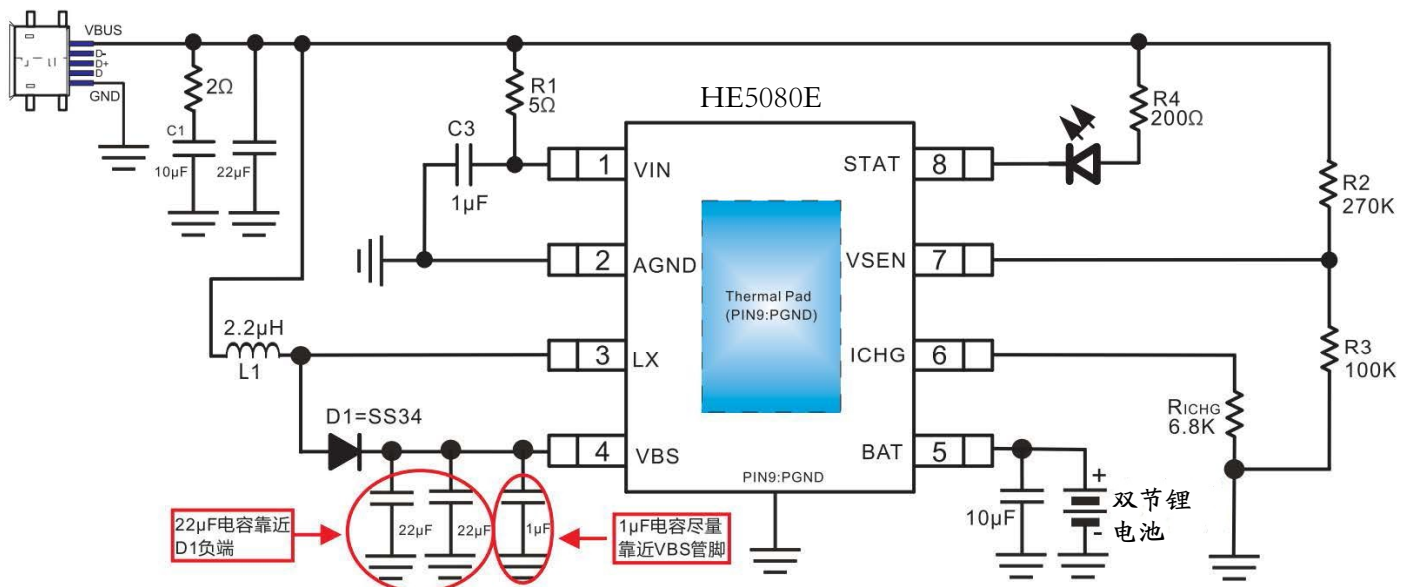 VBUS
D-
D+
D
GND
2Ω
C1
10μF
22μF
R1
5Ω
C3
1μF
HE5080E
R4
200Ω
1
VIN
STAT
8
R2
270K
2
AGND
VSEN
7
Thermal Pad
(PIN9:PGND)
2.2μH
L1
3
LX
ICHG
6
R3
100K
RICHG
6.8K
D1=SS34
4
VBS
BAT
5
PIN9:PGND
22μF
22μF
1μF
10μF
+
-
双节锂
电池
22μF电容靠近
D1负端
1μF电容尽量
靠近VBS管脚